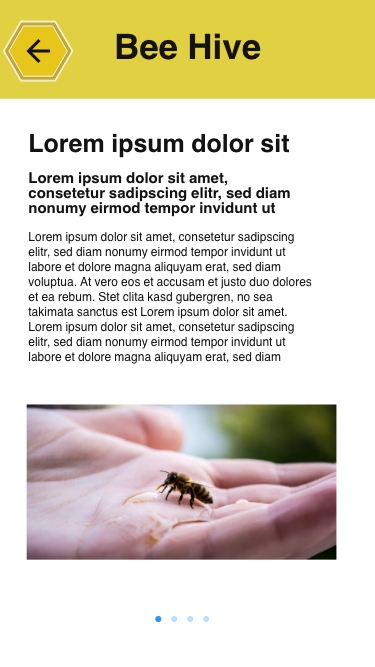 Bee Hive
Lorem ipsum dolor sit
Lorem ipsum dolor sit amet,
consetetur sadipscing elitr, sed diam
nonumy eirmod tempor invidunt ut
Lorem ipsum dolor sit amet, consetetur sadipscing
elitr, sed diam nonumy eirmod tempor invidunt ut
labore et dolore magna aliquyam erat, sed diam
voluptua. At vero eos et accusam et justo duo dolores
et ea rebum. Stet clita kasd gubergren, no sea
takimata sanctus est Lorem ipsum dolor sit amet.
Lorem ipsum dolor sit amet, consetetur sadipscing
elitr, sed diam nonumy eirmod tempor invidunt ut
labore et dolore magna aliquyam erat, sed diam